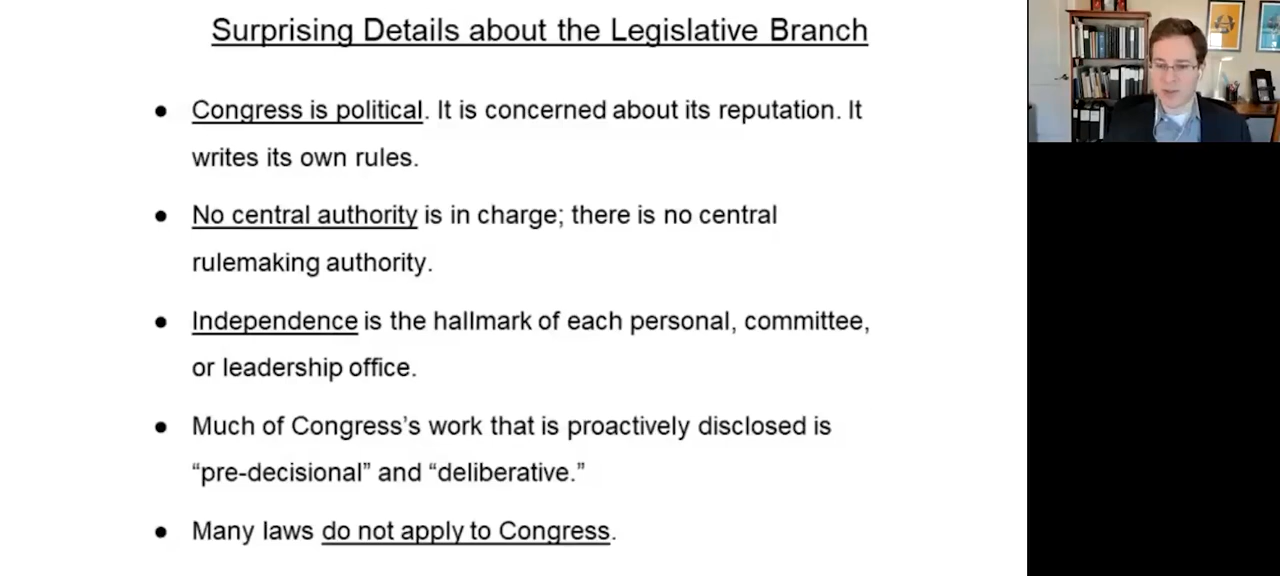 Surprising Details about the Legislative Branch
● Congress is political. It is concerned about its reputation. It
writes its own rules.
● No central authority is in charge; there is no central
rulemaking authority.
● Independence is the hallmark of each personal, committee,
or leadership office.
● Much of Congress’s work that is proactively disclosed is
“pre-decisional” and “deliberative.”
● Many laws do not apply to Congress.